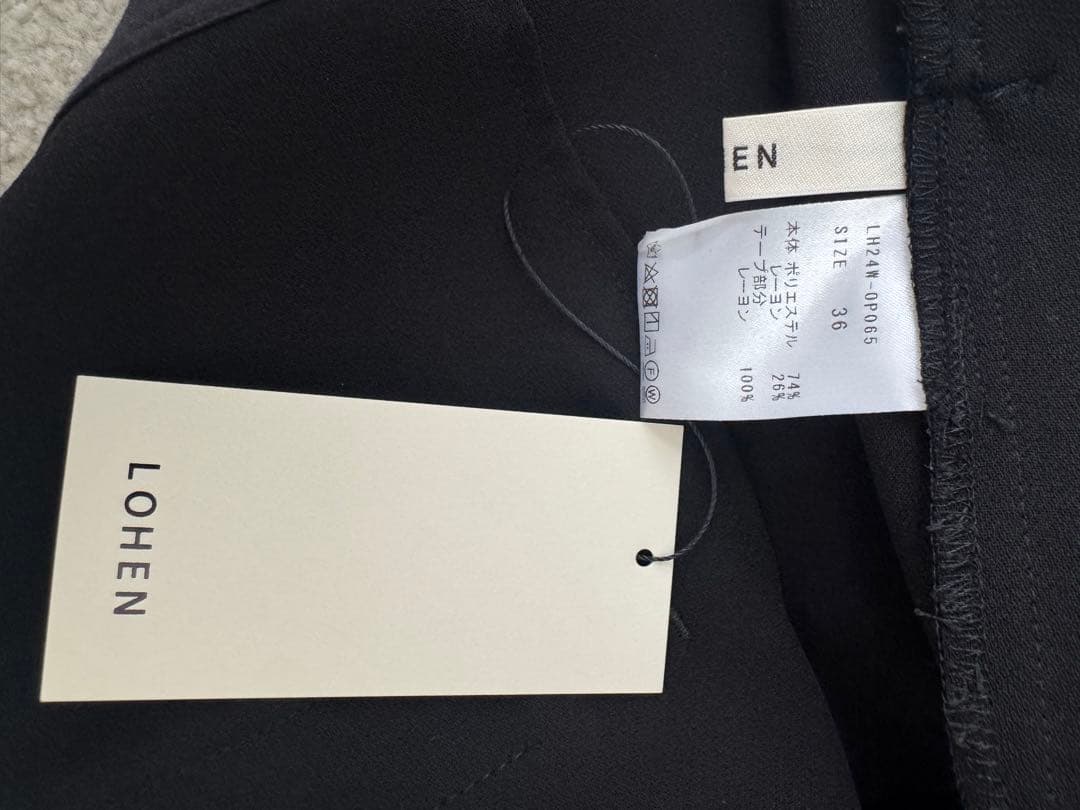 LOHEN
EN
LH24W-OP065
SIZE 36
本体 ポリエステル 74%
レーヨン 26%
テープ部分
レーヨン 100%
F W